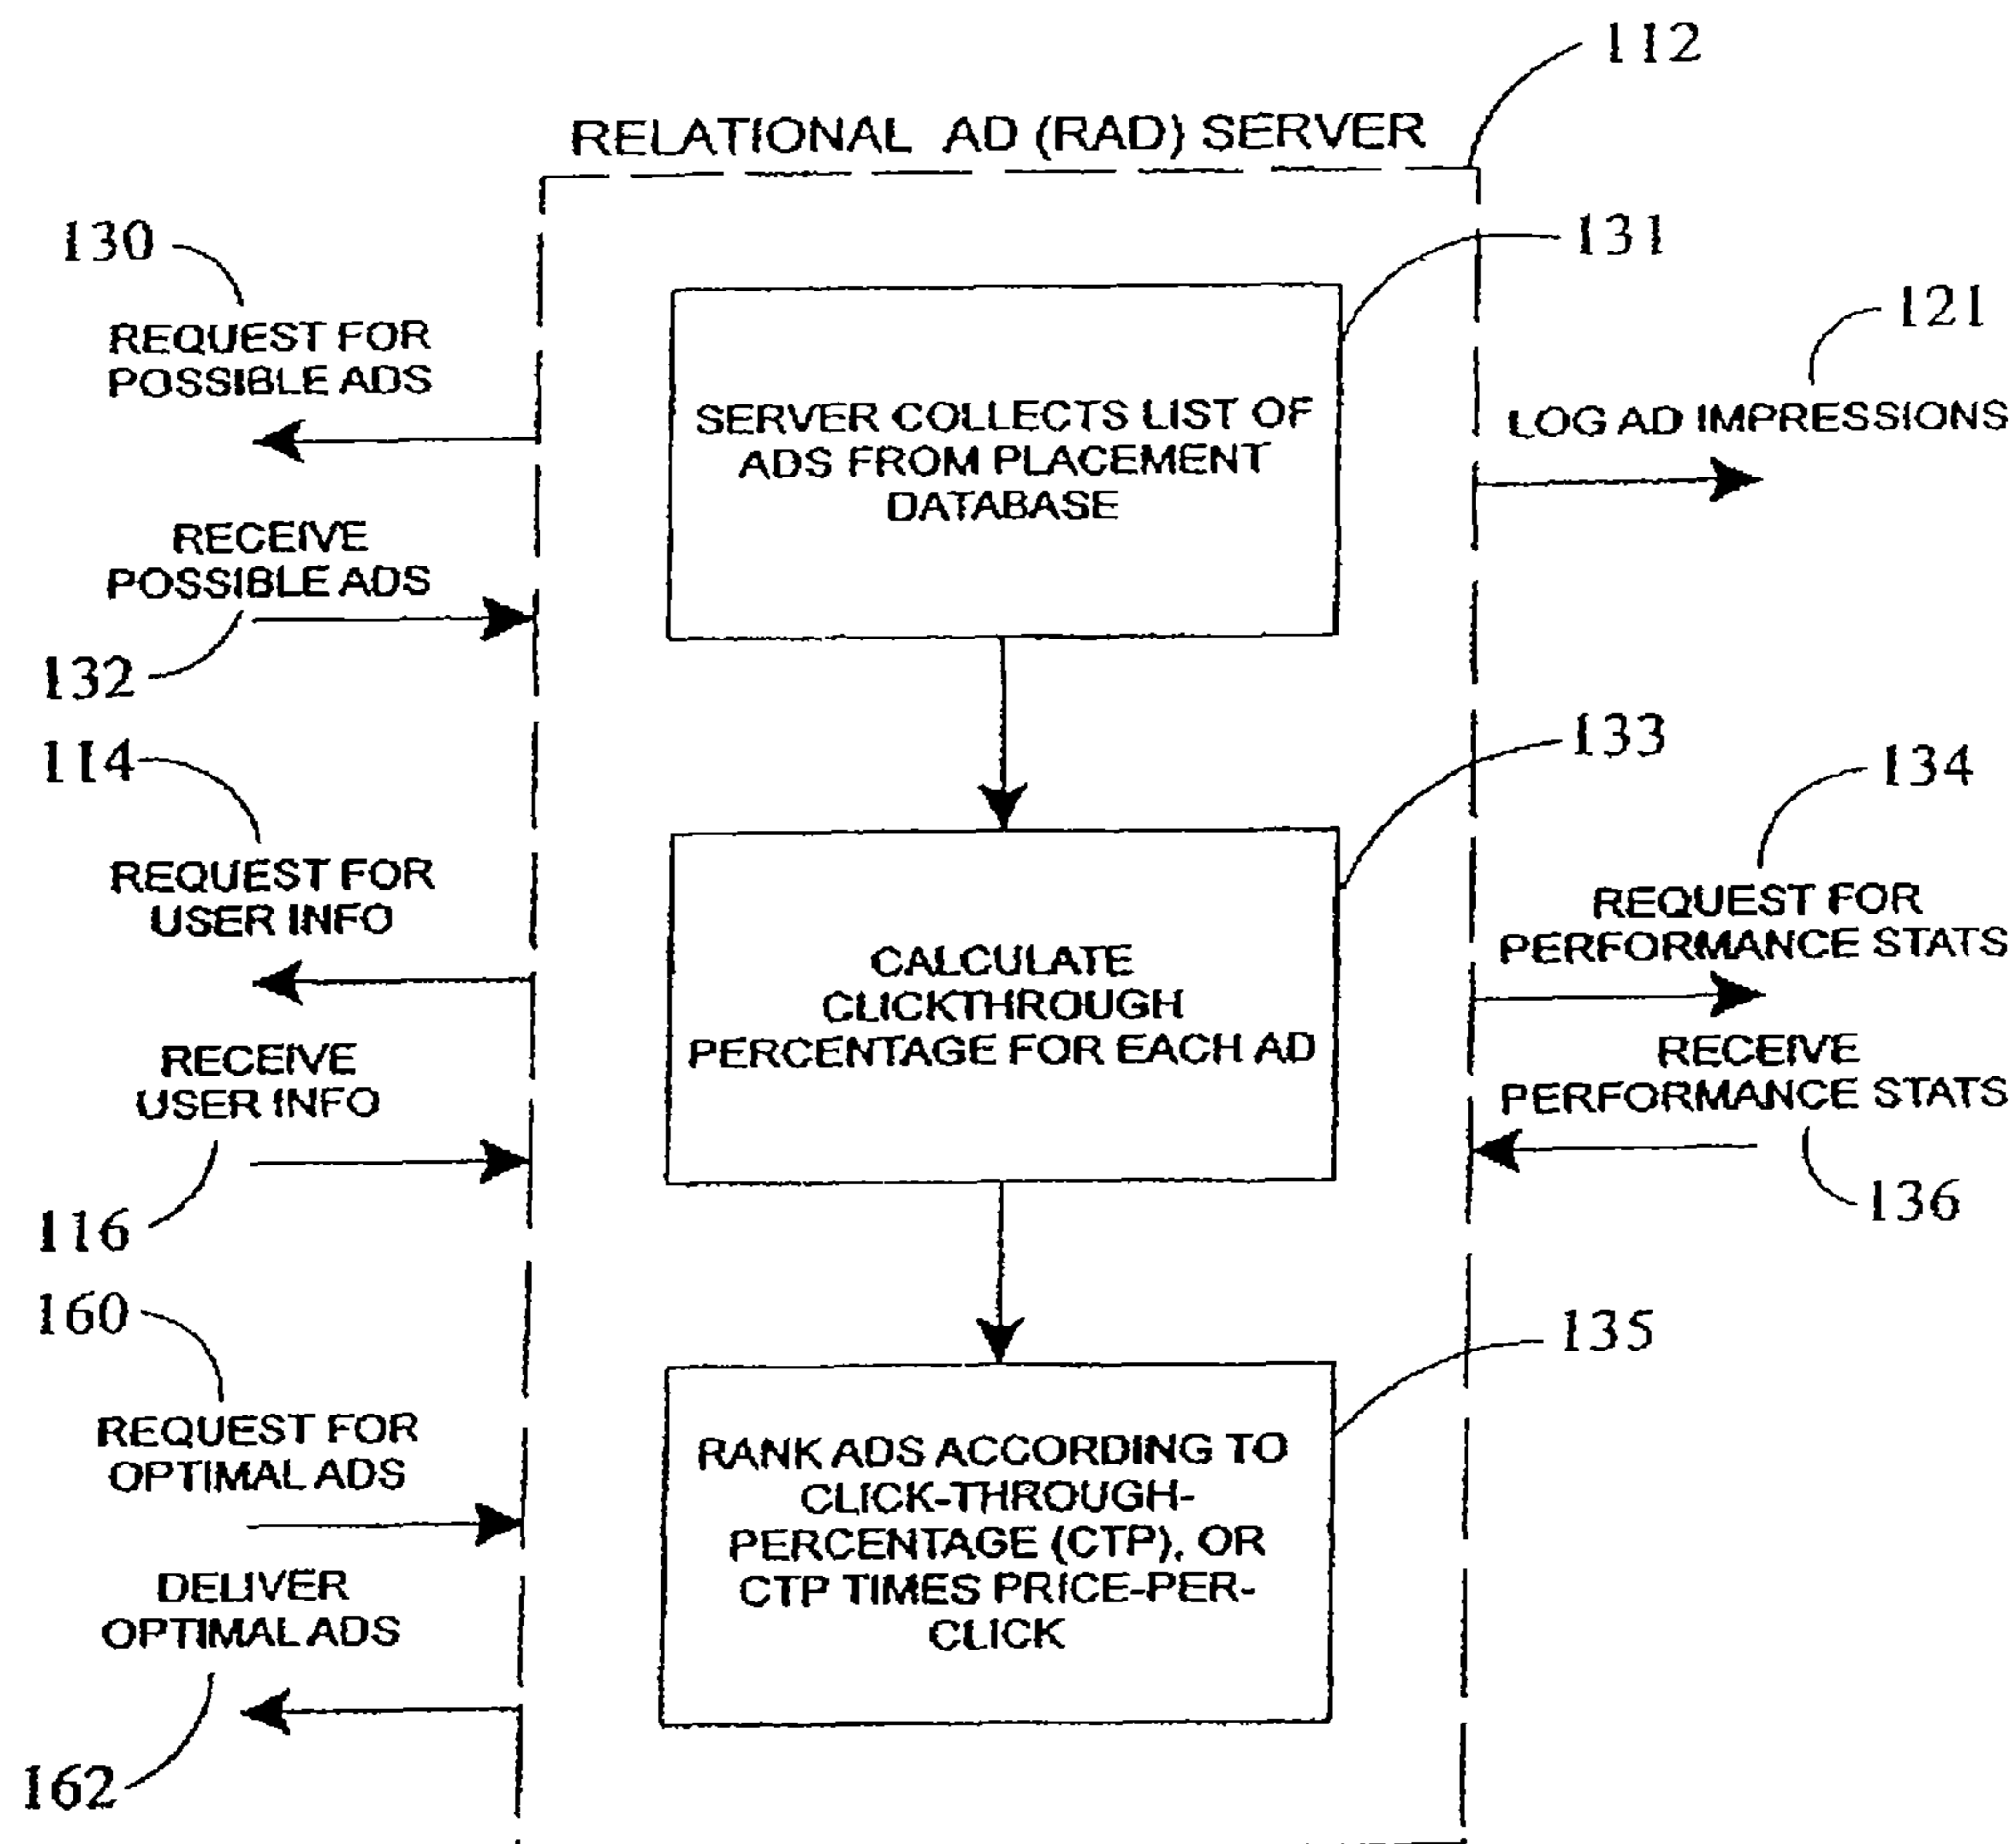 112
RELATIONAL AD (RAD) SERVER
130
REQUEST FOR
POSSIBLE ADS
RECEIVE
POSSIBLE ADS
132
114
REQUEST FOR
USER INFO
RECEIVE
USER INFO
116
160
REQUEST FOR
OPTIMAL ADS
DELIVER
OPTIMAL ADS
162
131
SERVER COLLECTS LIST OF
ADS FROM PLACEMENT
DATABASE
133
CALCULATE
CLICKTHROUGH
PERCENTAGE FOR EACH AD
135
RANK ADS ACCORDING TO
CLICK-THROUGH-
PERCENTAGE (CTP), OR
CTP TIMES PRICE-PER-
CLICK
121
LOG AD IMPRESSIONS
134
REQUEST FOR
PERFORMANCE STATS
RECEIVE
PERFORMANCE STATS
136